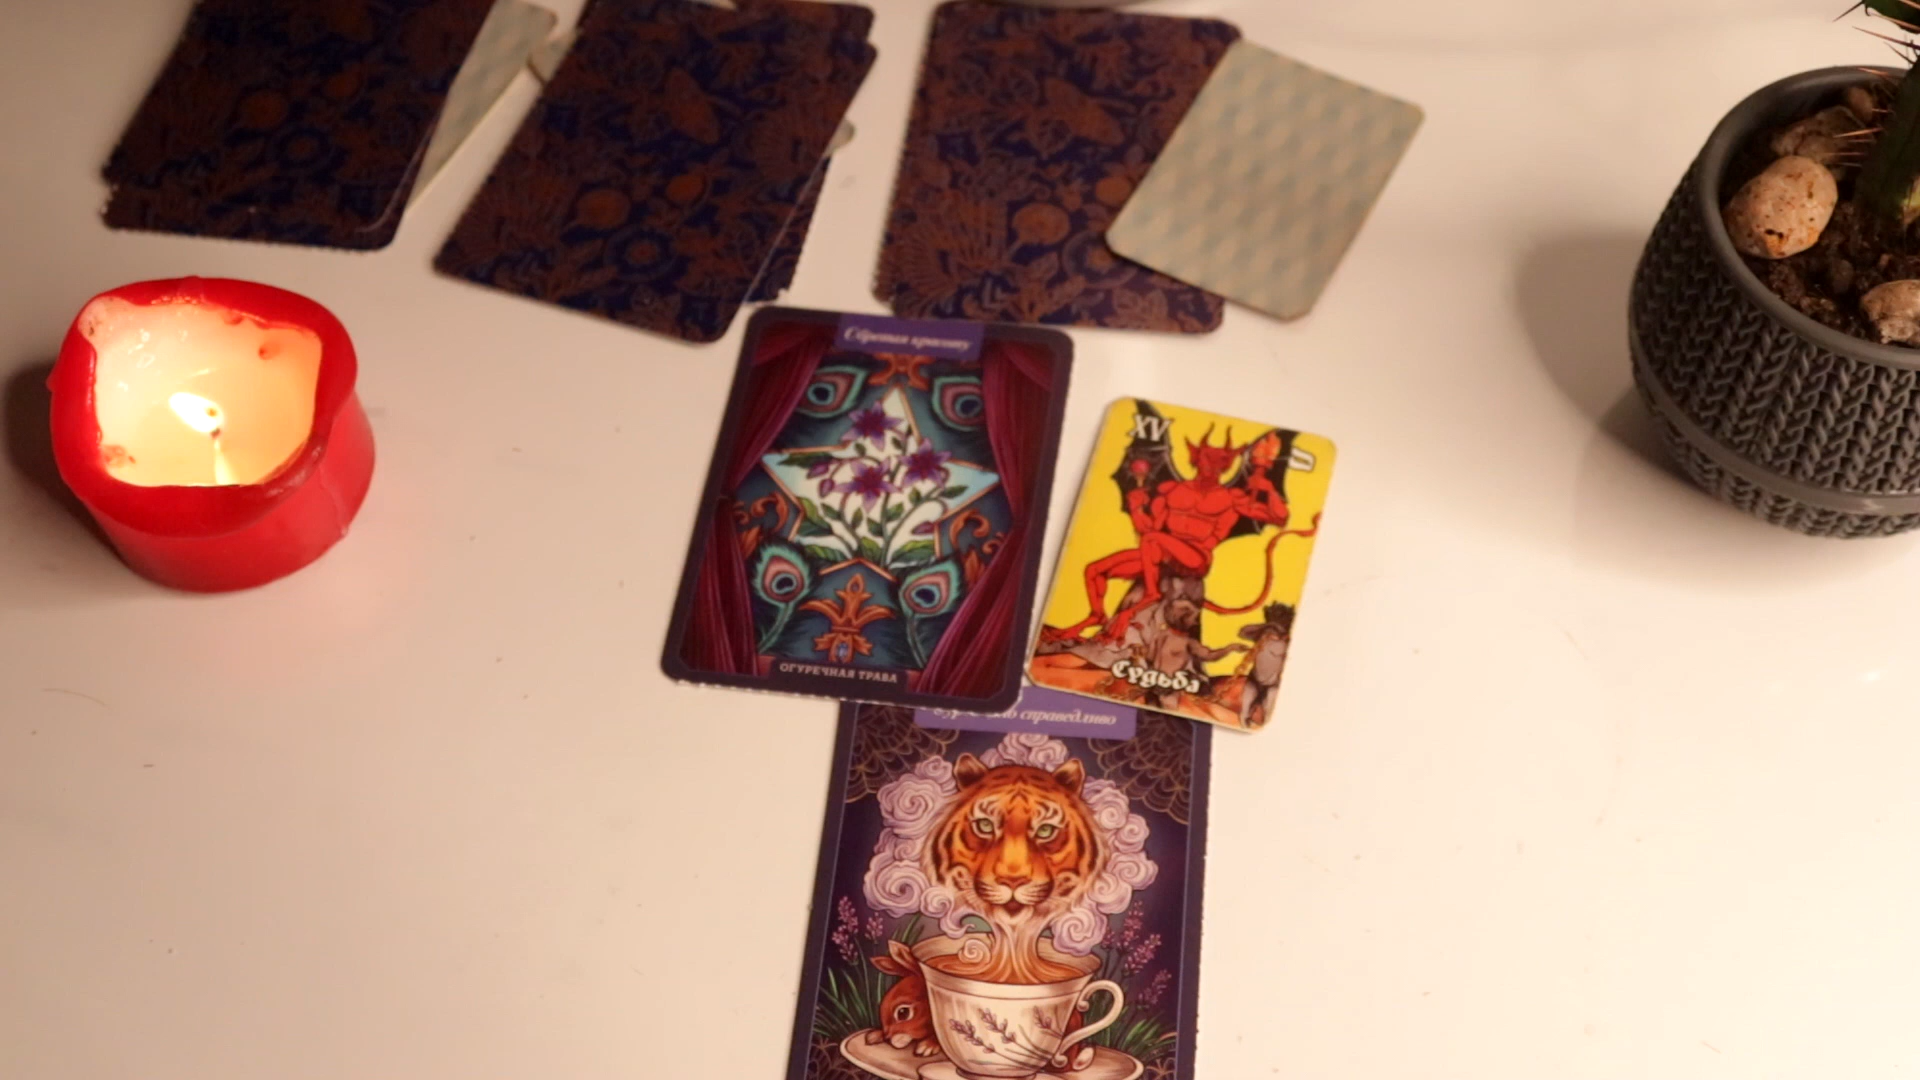 Обретая красоту
XV
ОГУРЕЧНАЯ ТРАВА
Судьба
справедливо